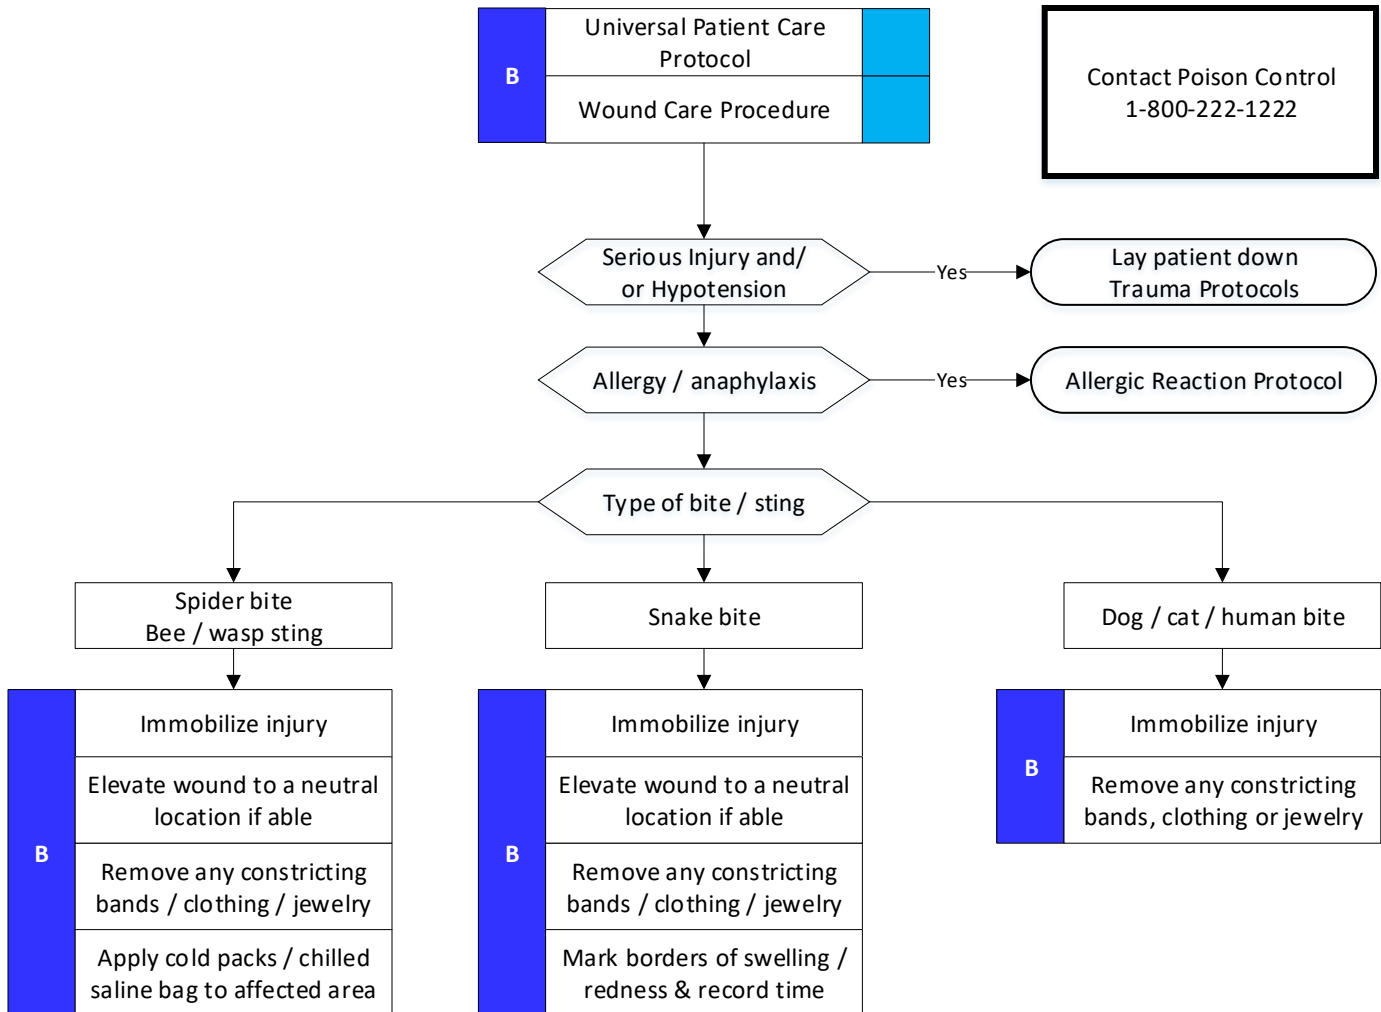 B
Universal Patient Care
Protocol
Wound Care Procedure
Contact Poison Control
1-800-222-1222
Serious Injury and/
or Hypotension
Yes
Lay patient down
Trauma Protocols
Allergy / anaphylaxis
Yes
Allergic Reaction Protocol
Type of bite / sting
Spider bite
Bee / wasp sting
Snake bite
Dog / cat / human bite
B
Immobilize injury
Elevate wound to a neutral
location if able
Remove any constricting
bands / clothing / jewelry
Apply cold packs / chilled
saline bag to affected area
B
Immobilize injury
Elevate wound to a neutral
location if able
Remove any constricting
bands / clothing / jewelry
Mark borders of swelling /
redness & record time
B
Immobilize injury
Remove any constricting
bands, clothing or jewelry